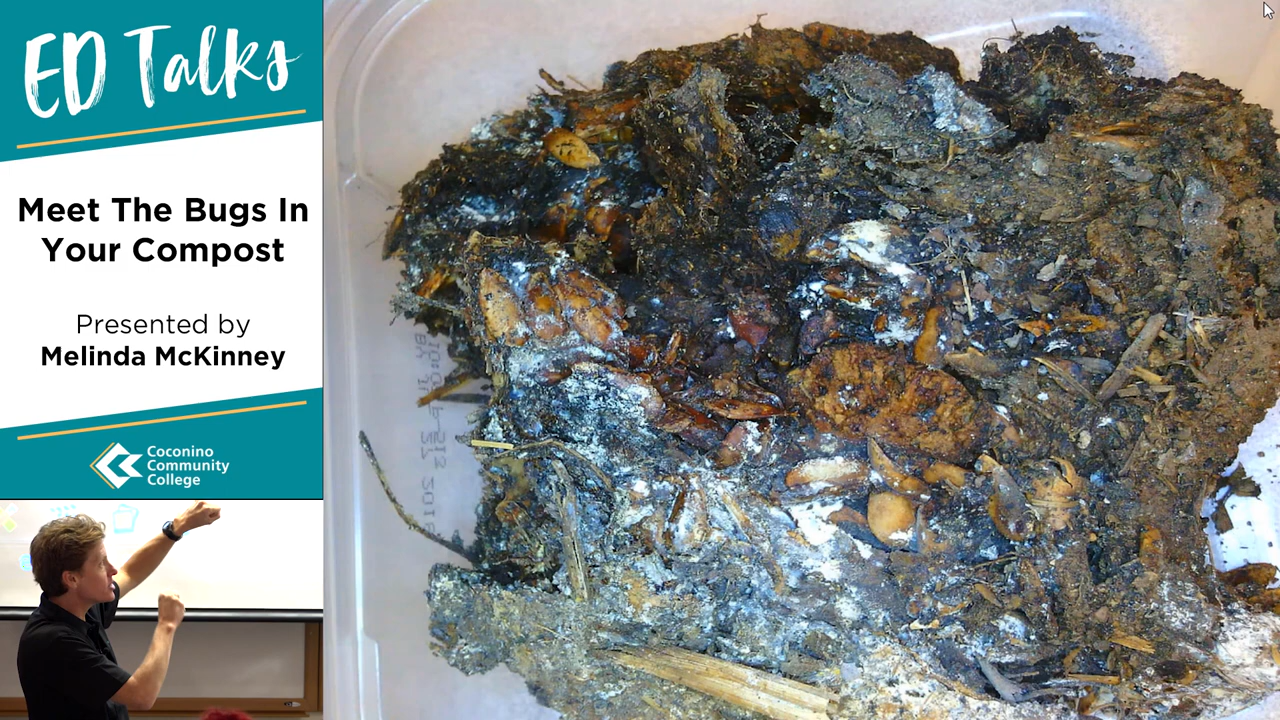 ED Talks
Meet The Bugs In
Your Compost
Presented by
Melinda McKinney
Coconino
Community
College